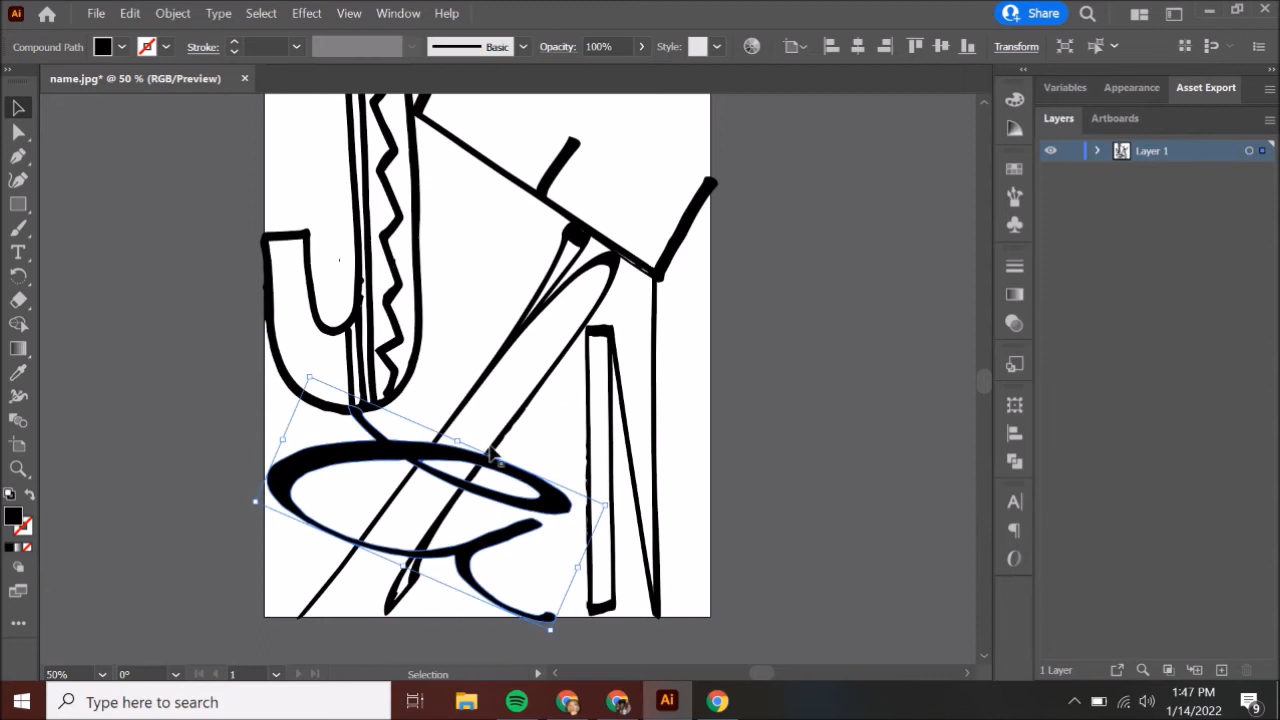 Ai File Edit Object Type Select Effect View Window Help Share
Compound Path Stroke: Basic Opacity: 100% Style: Transform
name.jpg* @ 50 % (RGB/Preview) ×
Variables Appearance Asset Export
Layers Artboards
Layer 1
50% 0° 1 Selection
1 Layer
Type here to search
Ai
1:47 PM
1/14/2022
9